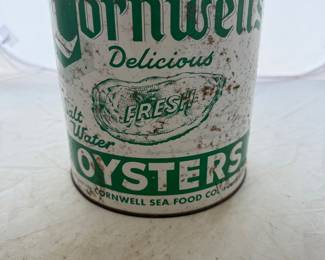 Cornwell's
Delicious
FRESH
Salt
Water
OYSTERS
CORNWELL SEA FOOD CO.